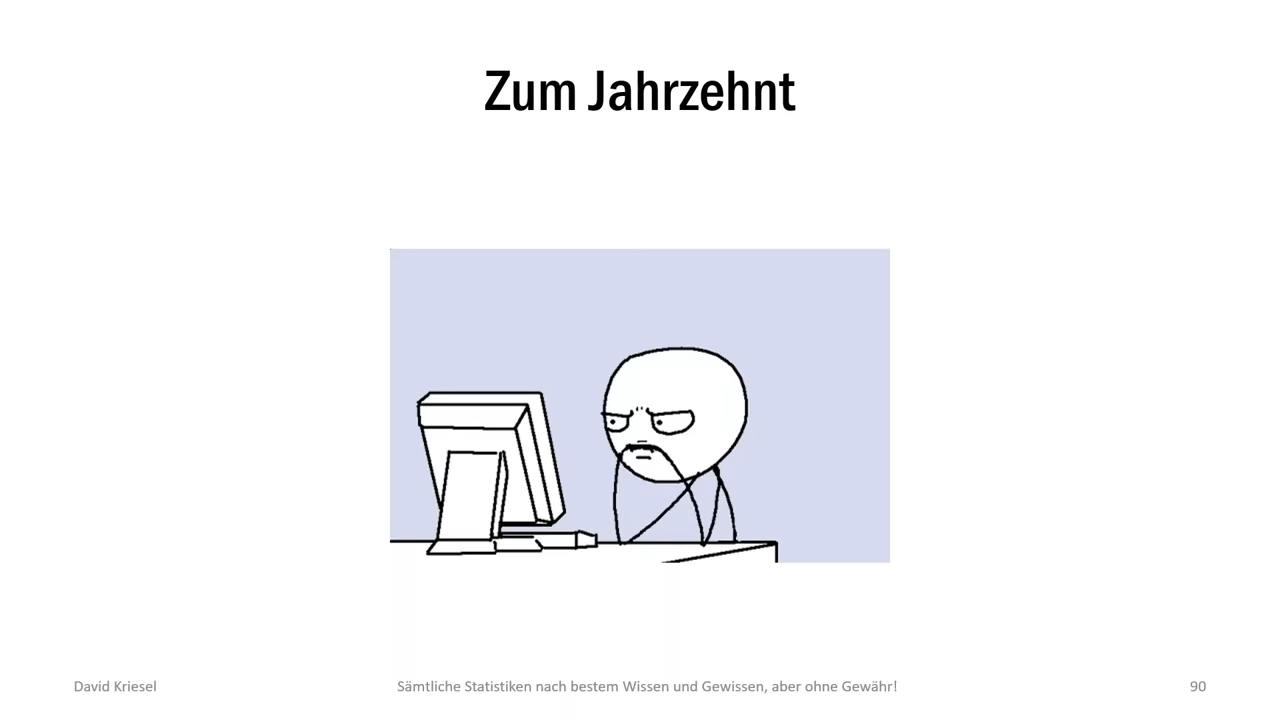 Zum Jahrzehnt
David Kriesel
Sämtliche Statistiken nach bestem Wissen und Gewissen, aber ohne Gewähr!
90